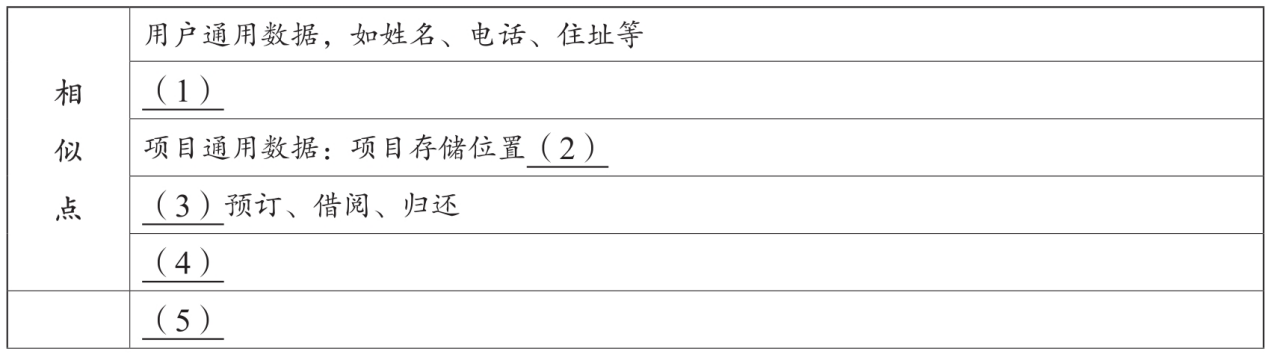 相似点
用户通用数据，如姓名、电话、住址等
（1）
项目通用数据：项目存储位置（2）
（3）预订、借阅、归还
（4）
（5）